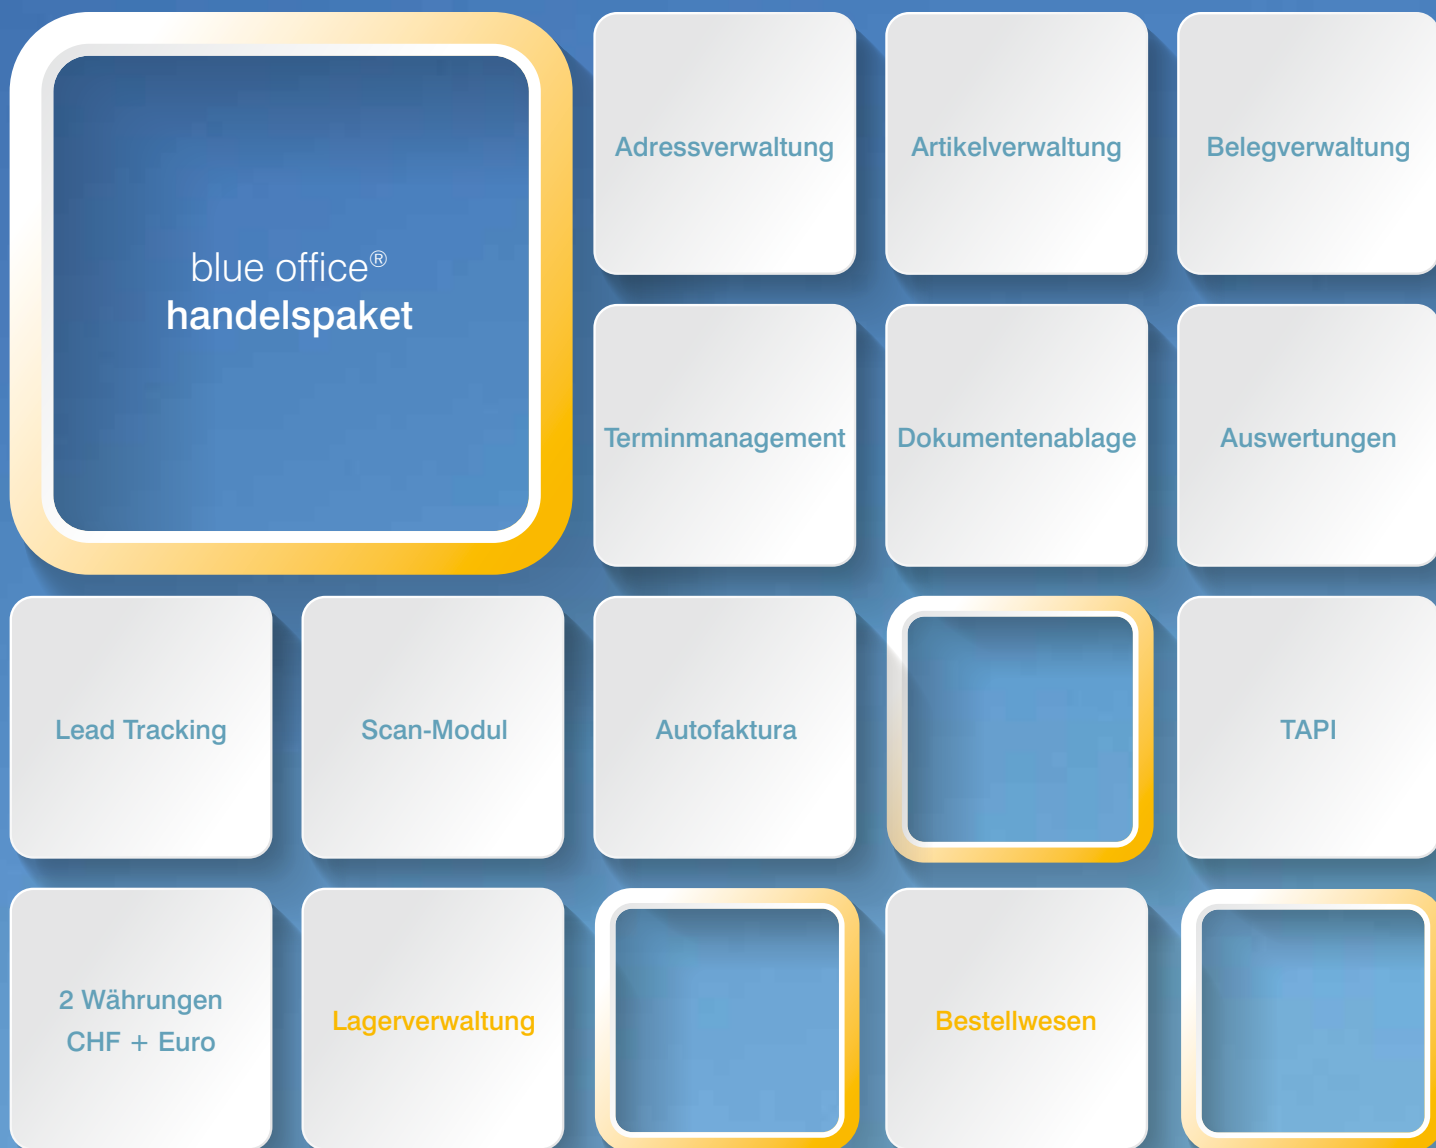 blue office®
handelspaket
Adressverwaltung
Artikelverwaltung
Belegverwaltung
Terminmanagement
Dokumentenablage
Auswertungen
Lead Tracking
Scan-Modul
Autofaktura
TAPI
2 Währungen
CHF + Euro
Lagerverwaltung
Bestellwesen